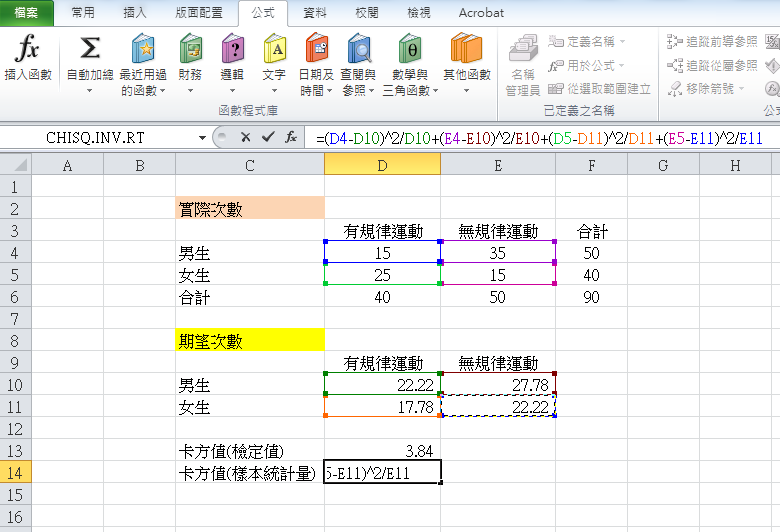 檔案 常用 插入 版面配置 公式 資料 校閱 檢視 Acrobat
fx Σ ? A θ
插入函數 自動加總 最近用過的函數 財務 邏輯 文字 日期及時間 查閱與參照 數學與三角函數 其他函數
名稱管理員 定義名稱 用於公式 從選取範圍建立
追蹤前導參照 追蹤從屬參照 移除箭號
函數程式庫 已定義之名稱 公
CHISQ.INV.RT fx =(D4-D10)^2/D10+(E4-E10)^2/E10+(D5-D11)^2/D11+(E5-E11)^2/E11
A B C D E F G H
1
2 實際次數
3 有規律運動 無規律運動 合計
4 男生 15 35 50
5 女生 25 15 40
6 合計 40 50 90
7
8 期望次數
9 有規律運動 無規律運動
10 男生 22.22 27.78
11 女生 17.78 22.22
12
13 卡方值(檢定值) 3.84
14 卡方值(樣本統計量) 5-E11)^2/E11
15
16